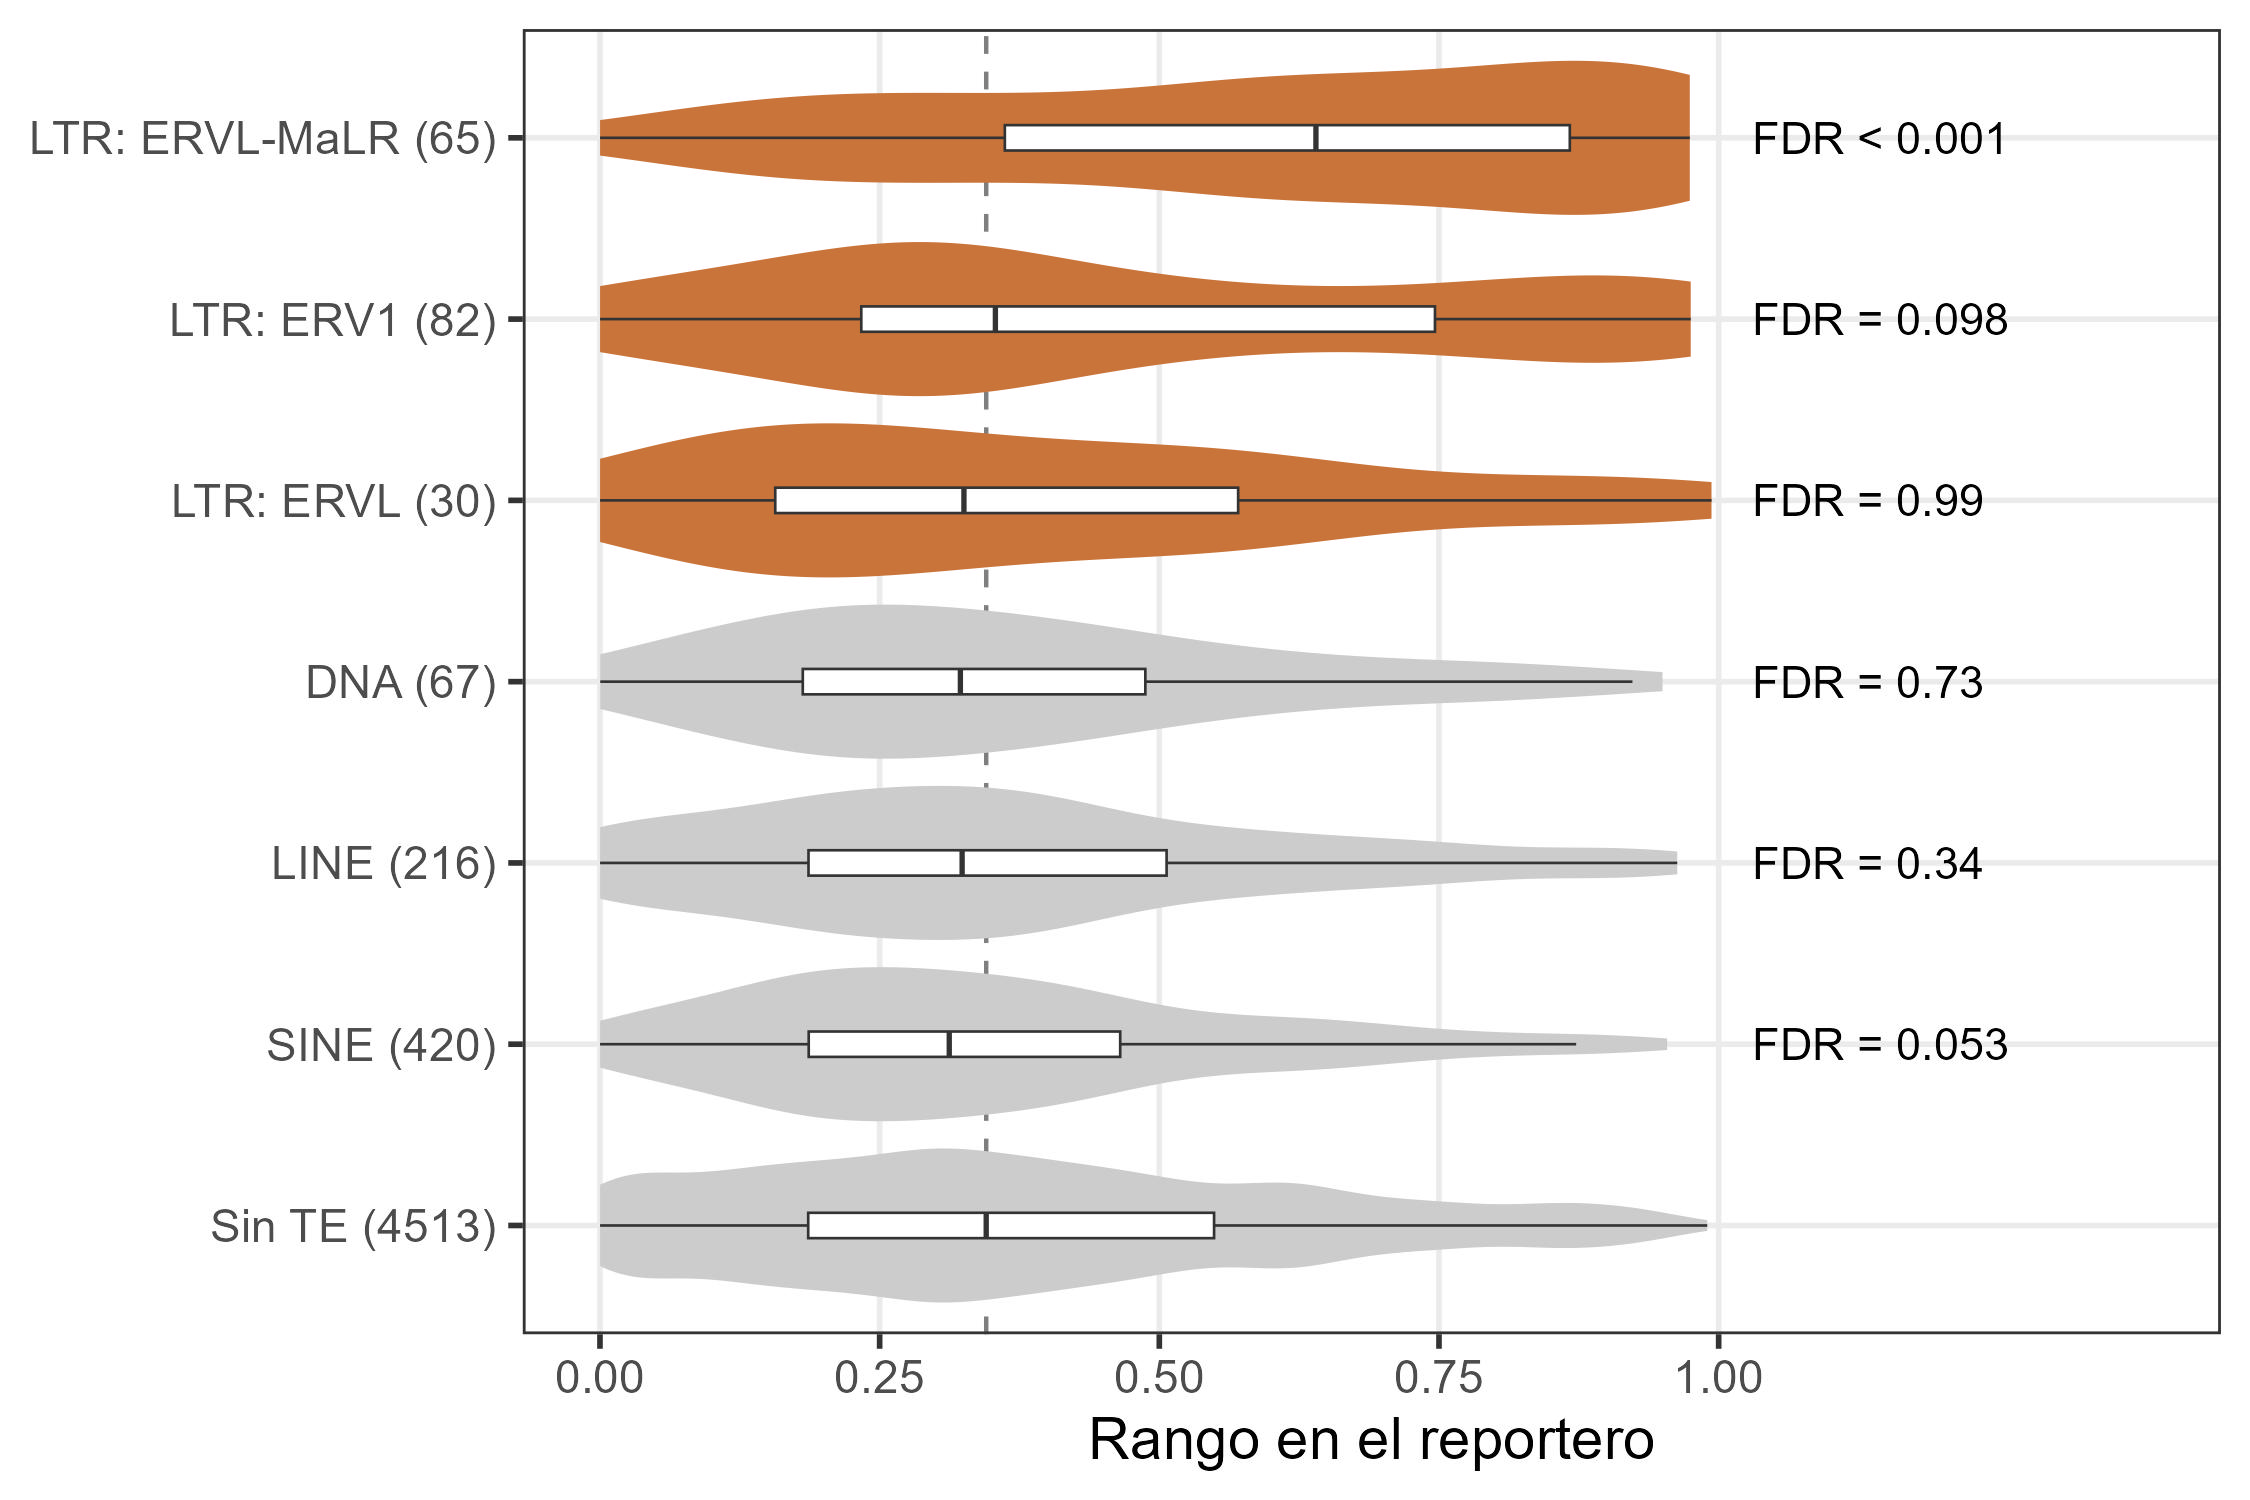 LTR: ERVL-MaLR (65) FDR < 0.001
LTR: ERV1 (82) FDR = 0.098
LTR: ERVL (30) FDR = 0.99
DNA (67) FDR = 0.73
LINE (216) FDR = 0.34
SINE (420) FDR = 0.053
Sin TE (4513)
0.00 0.25 0.50 0.75 1.00
Rango en el reportero